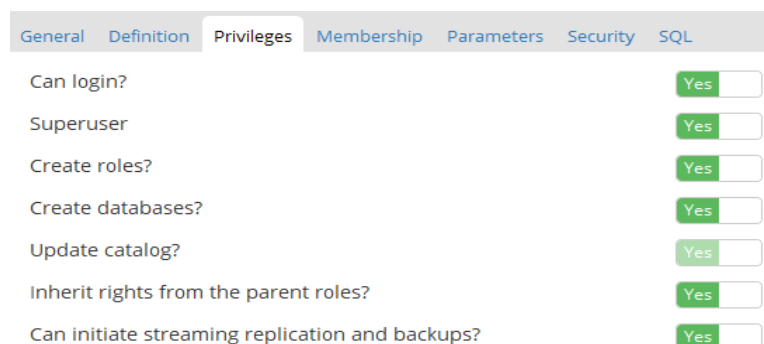 General Definition Privileges Membership Parameters Security SQL
Can login? Yes
Superuser Yes
Create roles? Yes
Create databases? Yes
Update catalog? Yes
Inherit rights from the parent roles? Yes
Can initiate streaming replication and backups? Yes